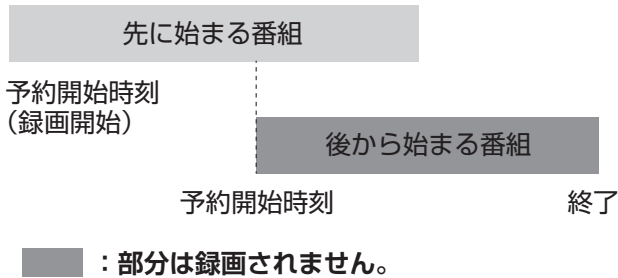 先に始まる番組
予約開始時刻
（録画開始）
後から始まる番組
予約開始時刻
終了
：部分は録画されません。